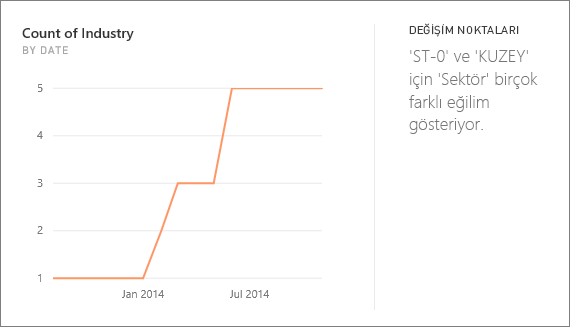 Count of Industry
BY DATE
5
4
3
2
1
Jan 2014
Jul 2014
DEĞİŞİM NOKTALARI
'ST-0' ve 'KUZEY'
için 'Sektör' birçok
farklı eğilim
gösteriyor.